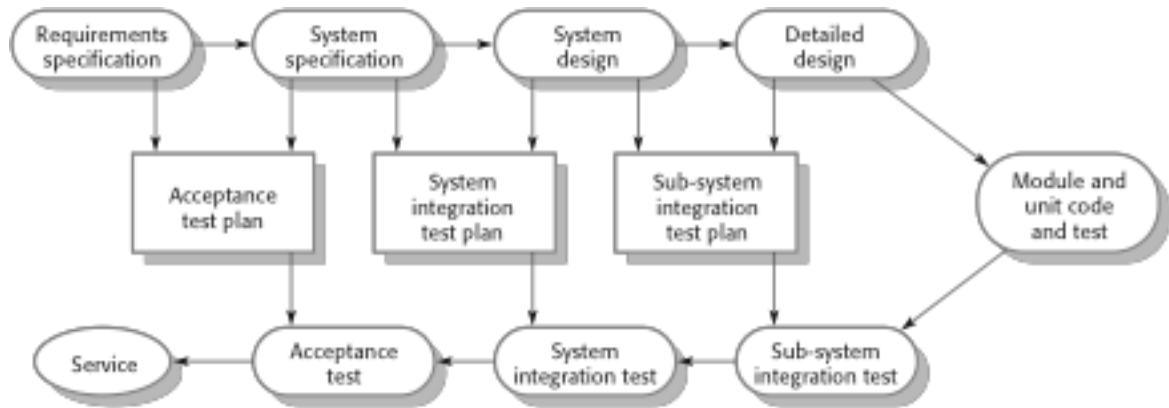 Requirements
specification
System
specification
System
design
Detailed
design
Acceptance
test plan
System
integration
test plan
Sub-system
integration
test plan
Module and
unit code
and test
Service
Acceptance
test
System
integration test
Sub-system
integration test